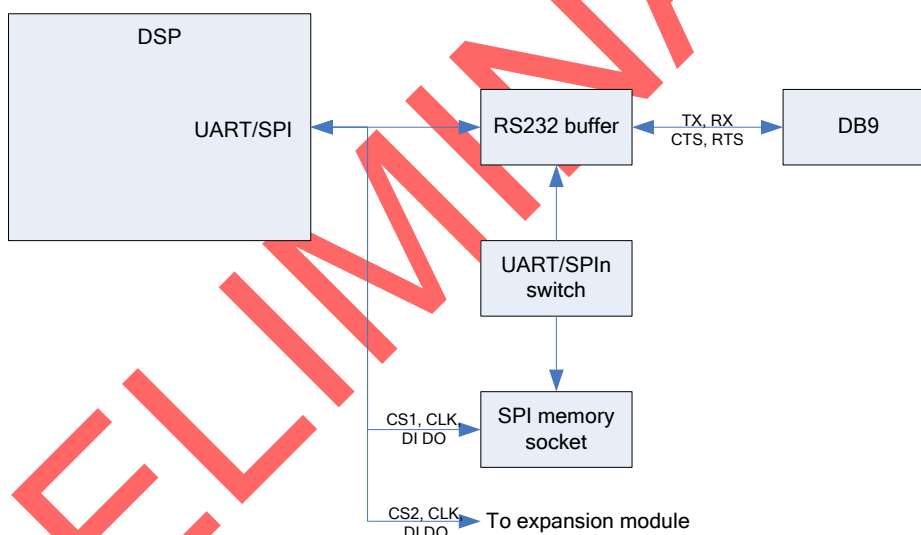 DSP
UART/SPI
RS232 buffer
TX, RX
CTS, RTS
DB9
UART/SPIn
switch
CS1, CLK,
DI DO
SPI memory
socket
CS2, CLK,
DI DO
To expansion module
ELIMINA